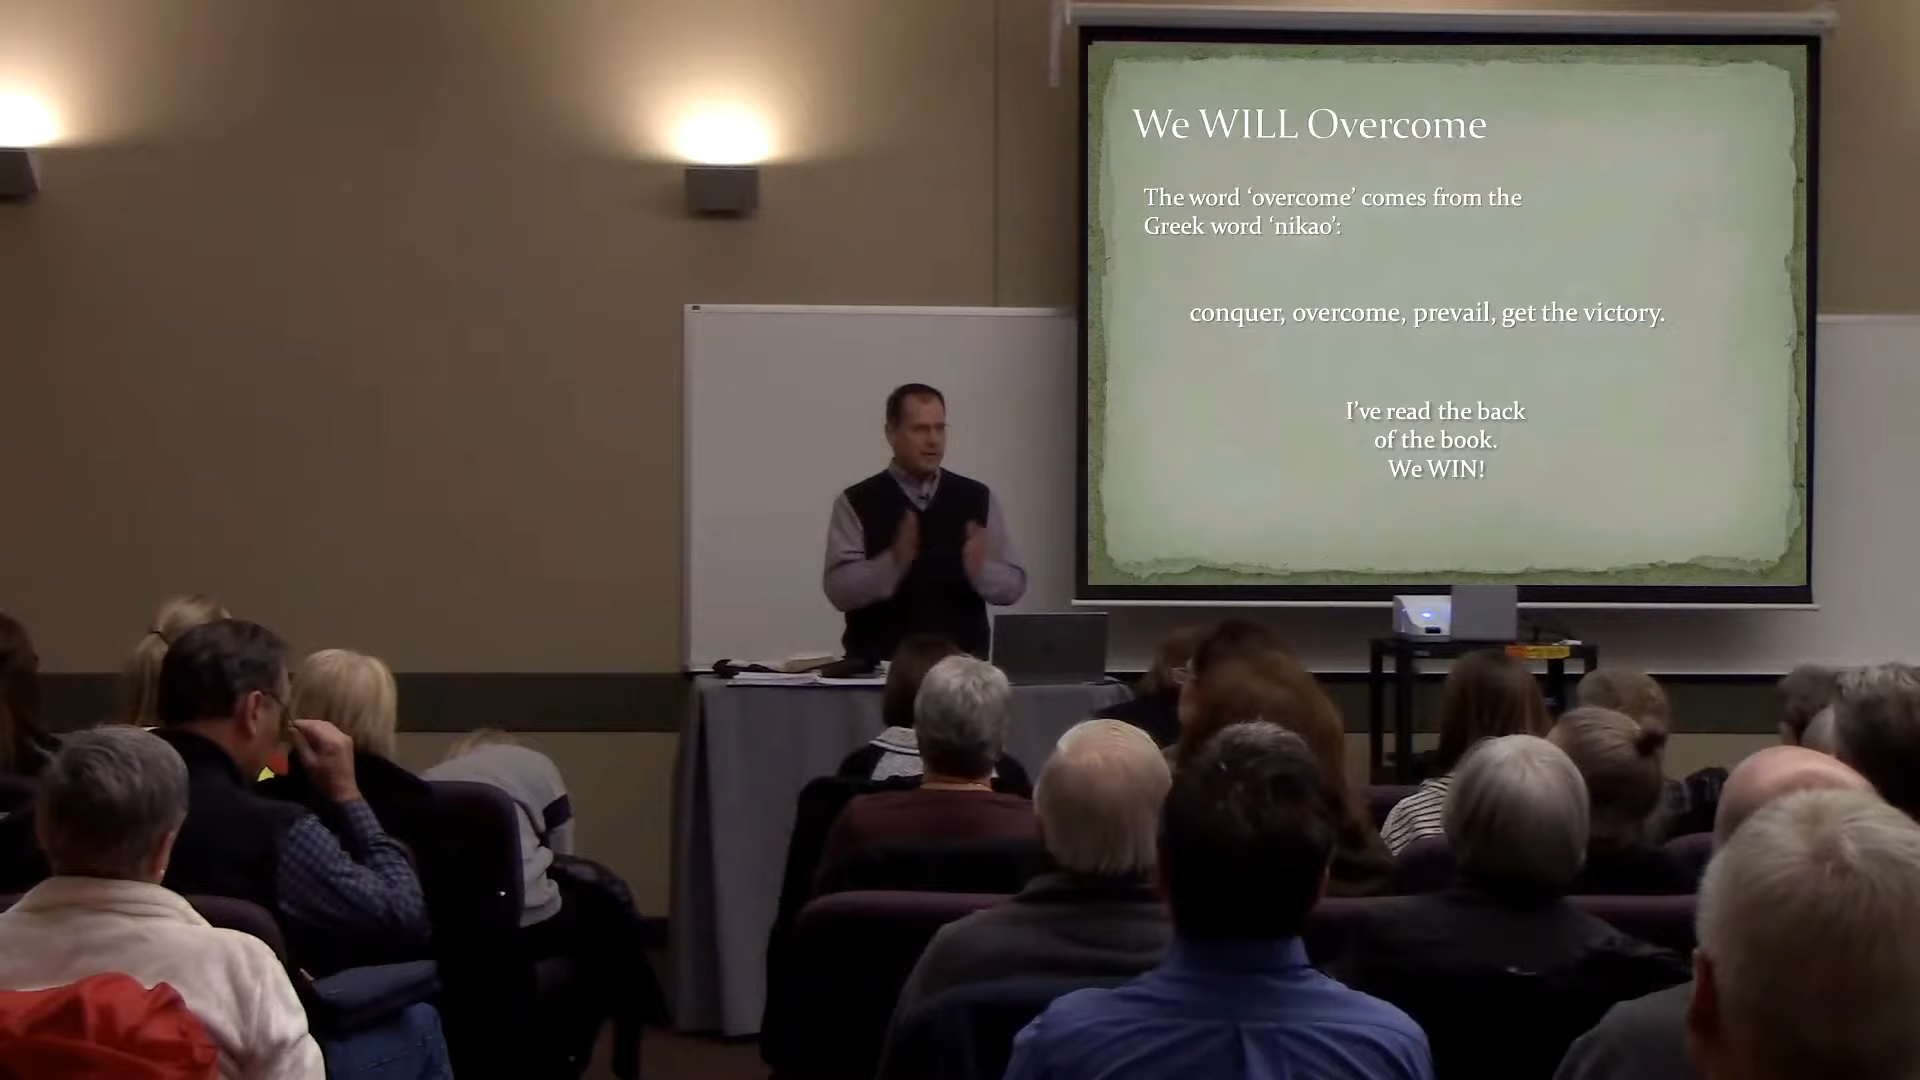 We WILL Overcome
The word ‘overcome’ comes from the
Greek word ‘nikao’:
conquer, overcome, prevail, get the victory.
I’ve read the back
of the book.
We WIN!